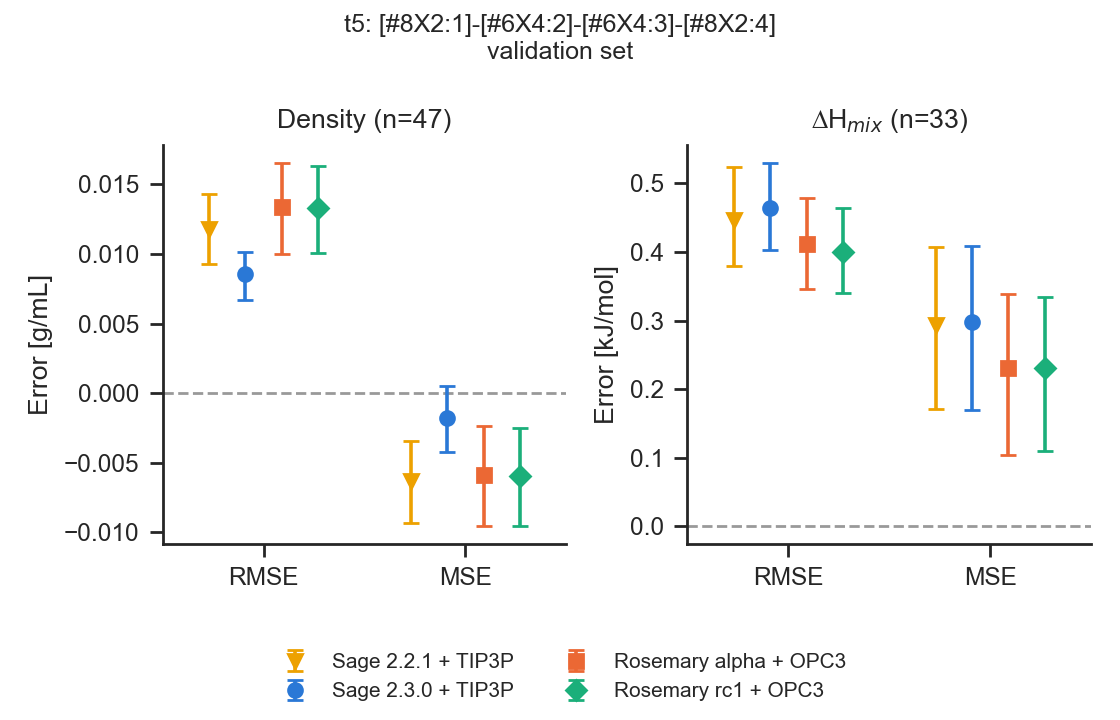 t5: [#8X2:1]-[#6X4:2]-[#6X4:3]-[#8X2:4]
validation set
Density (n=47)
ΔHmix (n=33)
Error [g/mL]
0.015
0.010
0.005
0.000
−0.005
−0.010
RMSE
MSE
Error [kJ/mol]
0.5
0.4
0.3
0.2
0.1
0.0
RMSE
MSE
Sage 2.2.1 + TIP3P
Sage 2.3.0 + TIP3P
Rosemary alpha + OPC3
Rosemary rc1 + OPC3